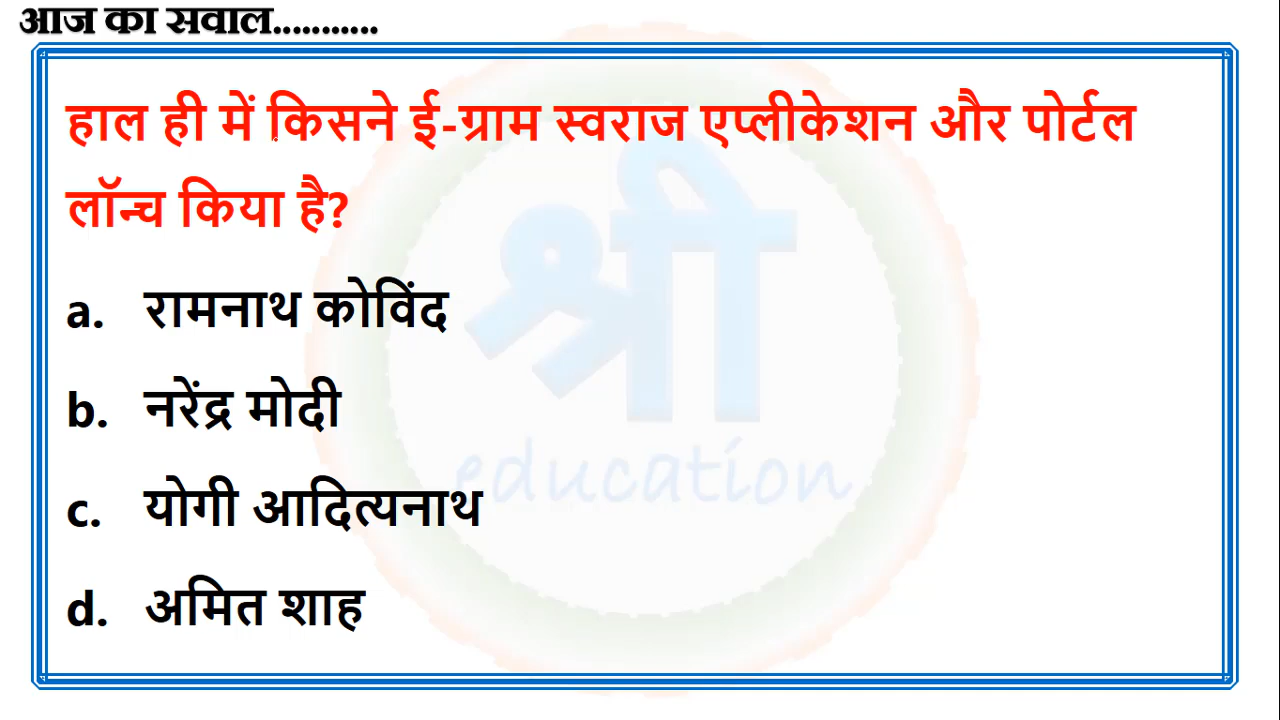 आज का सवाल...........
हाल ही में किसने ई-ग्राम स्वराज एप्लीकेशन और पोर्टल
लॉन्च किया है?
a. रामनाथ कोविंद
b. नरेंद्र मोदी
c. योगी आदित्यनाथ
d. अमित शाह
श्री
education